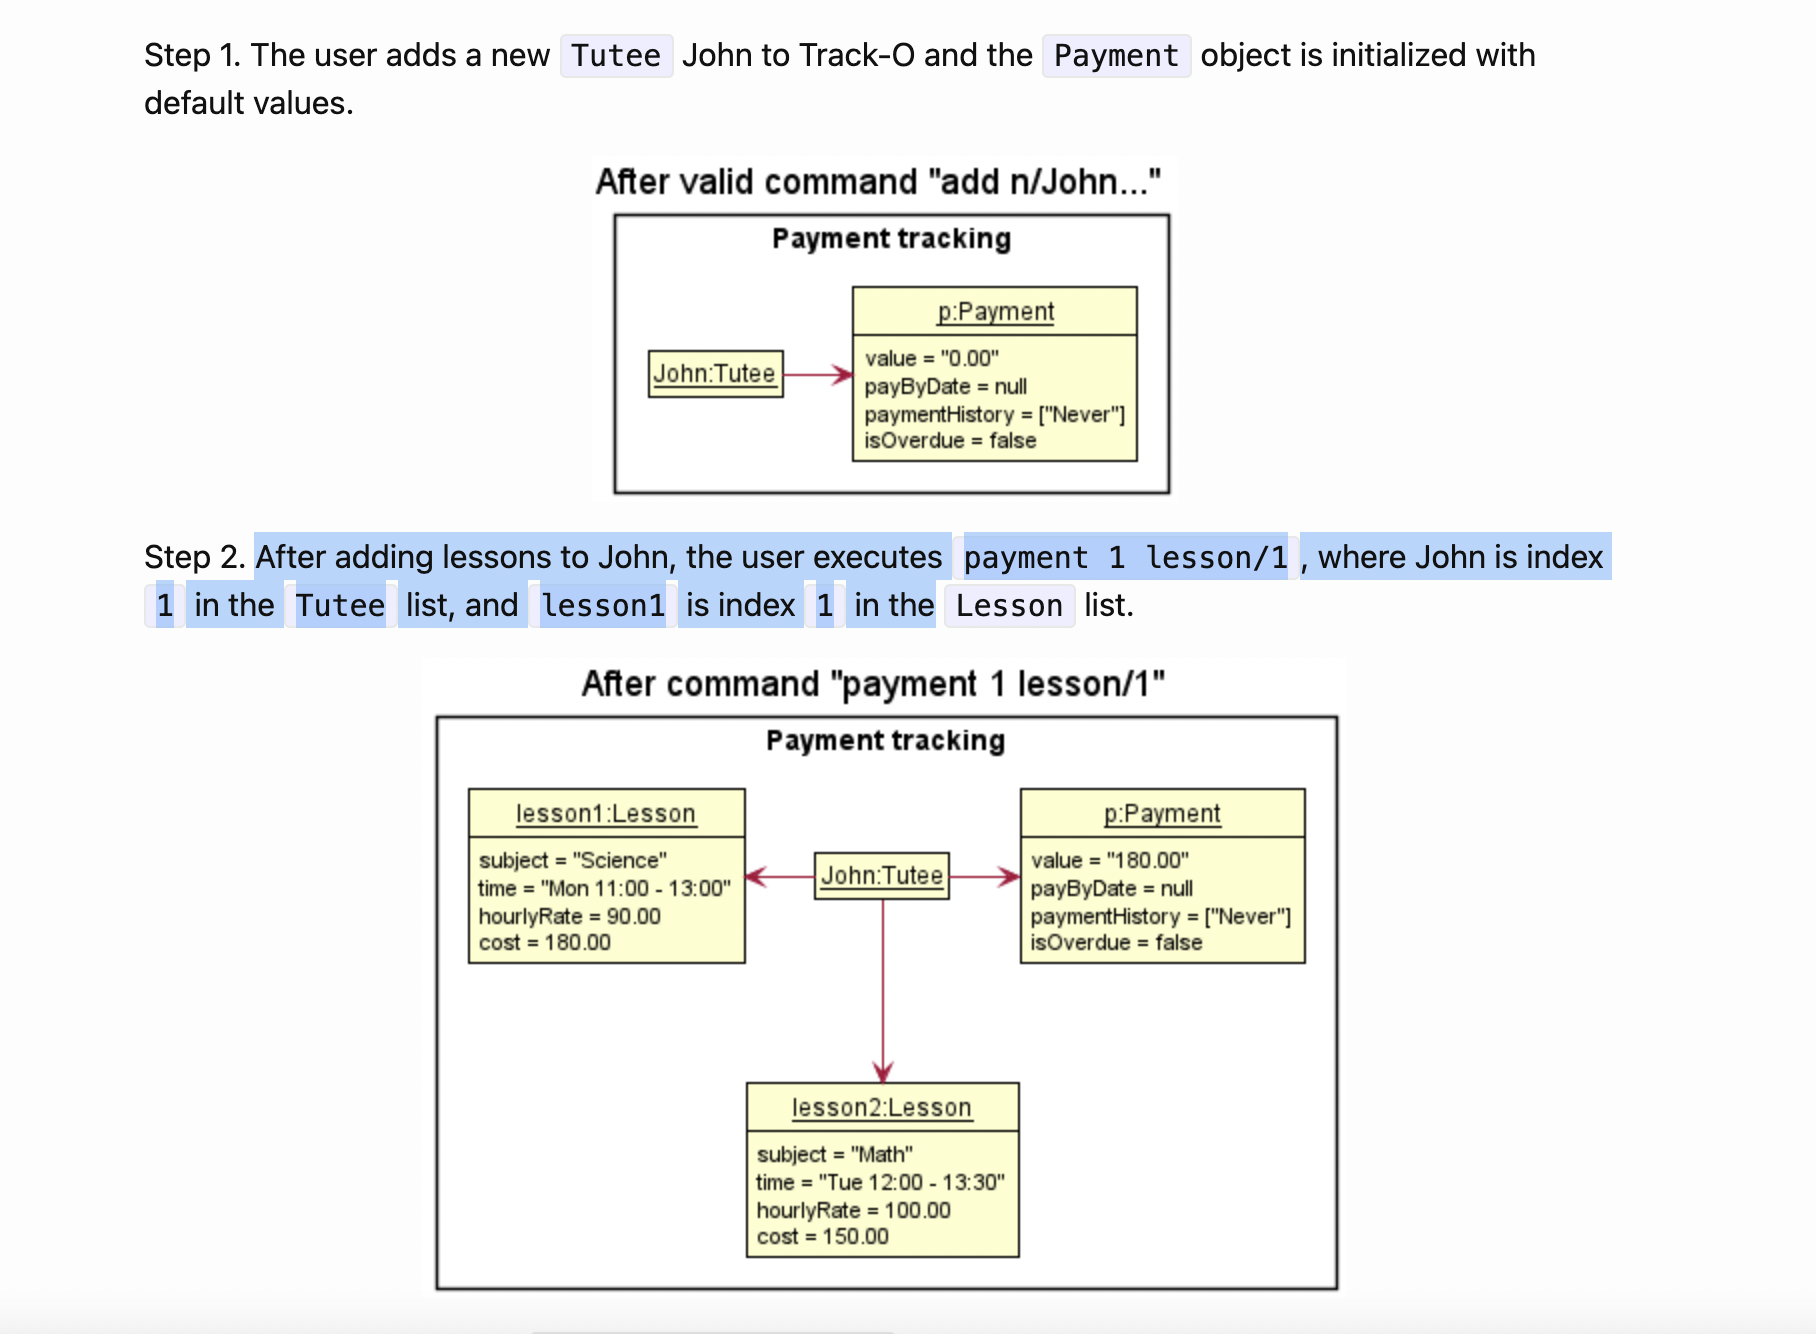 Step 1. The user adds a new Tutee John to Track-O and the Payment object is initialized with
default values.
After valid command "add n/John..."
Payment tracking
p:Payment
John:Tutee
value = "0.00"
payByDate = null
paymentHistory = ["Never"]
isOverdue = false
Step 2. After adding lessons to John, the user executes payment 1 lesson/1 , where John is index
1 in the Tutee list, and lesson1 is index 1 in the Lesson list.
After command "payment 1 lesson/1"
Payment tracking
lesson1:Lesson
subject = "Science"
time = "Mon 11:00 - 13:00"
hourlyRate = 90.00
cost = 180.00
John:Tutee
p:Payment
value = "180.00"
payByDate = null
paymentHistory = ["Never"]
isOverdue = false
lesson2:Lesson
subject = "Math"
time = "Tue 12:00 - 13:30"
hourlyRate = 100.00
cost = 150.00